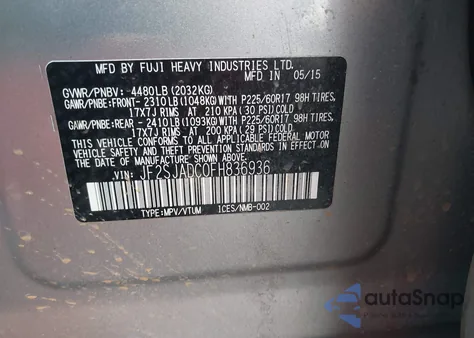 MFD BY FUJI HEAVY INDUSTRIES LTD.
MFD IN 05/15
GVWR/PNBV: 4480LB (2032KG)
GAWR/PNBE: FRONT- 2310LB (1048KG) WITH P225/60R17 98H TIRES,
17X7J RIMS AT 210 KPA (30 PSI) COLD
GAWR/PNBE: REAR - 2410LB (1093KG) WITH P225/60R17 98H TIRES,
17X7J RIMS AT 200 KPA (29 PSI) COLD
THIS VEHICLE CONFORMS TO ALL APPLICABLE FEDERAL MOTOR
VEHICLE SAFETY STANDARDS IN EFFECT ON THE DATE OF
MANUFACTURE SHOWN ABOVE.
VIN: JF2SJADC0FH836936
TYPE:MPV/VTUM ICES/NMB-002
autaSnap